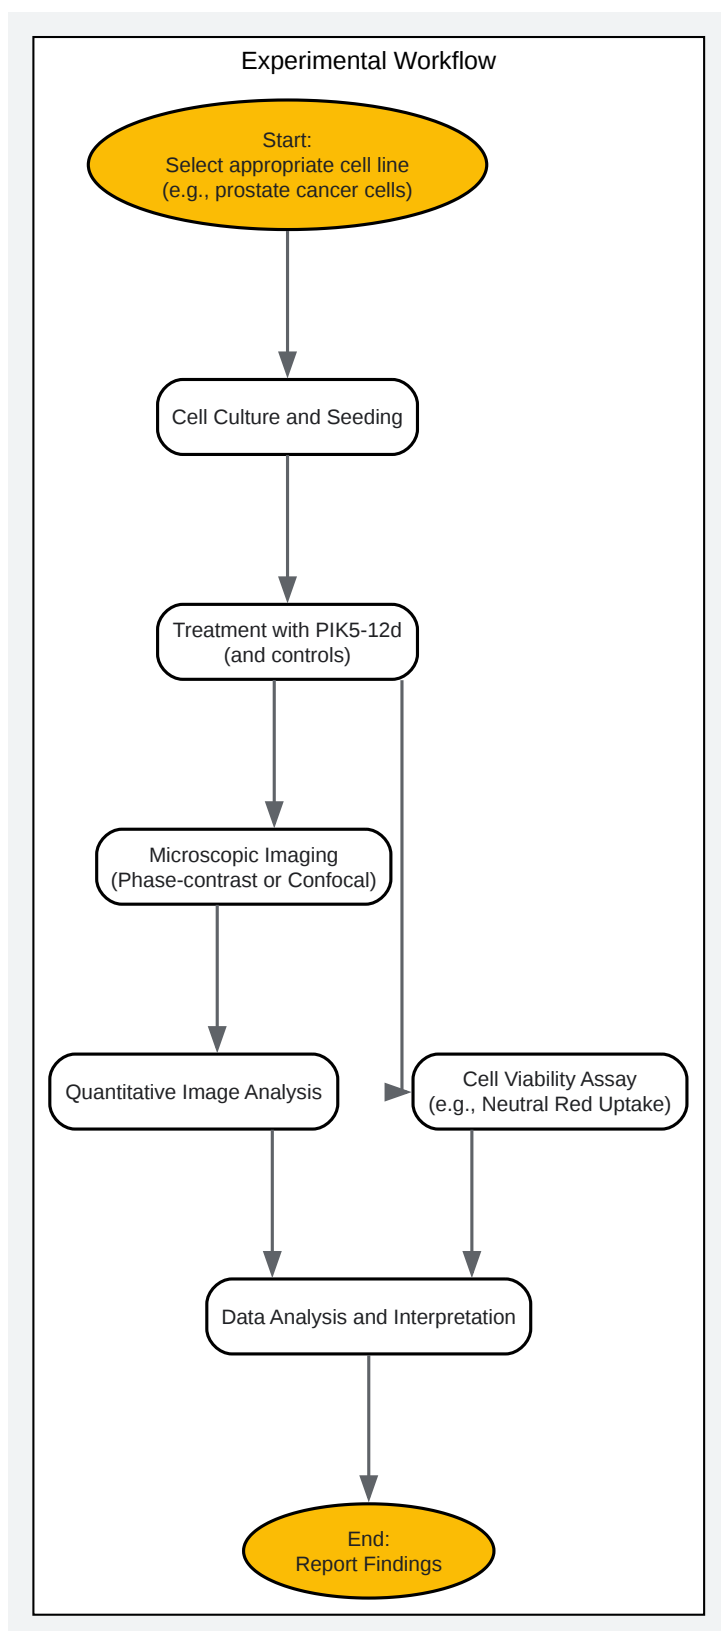 Experimental Workflow
Start:
Select appropriate cell line
(e.g., prostate cancer cells)
Cell Culture and Seeding
Treatment with PIK5-12d
(and controls)
Microscopic Imaging
(Phase-contrast or Confocal)
Quantitative Image Analysis
Cell Viability Assay
(e.g., Neutral Red Uptake)
Data Analysis and Interpretation
End:
Report Findings